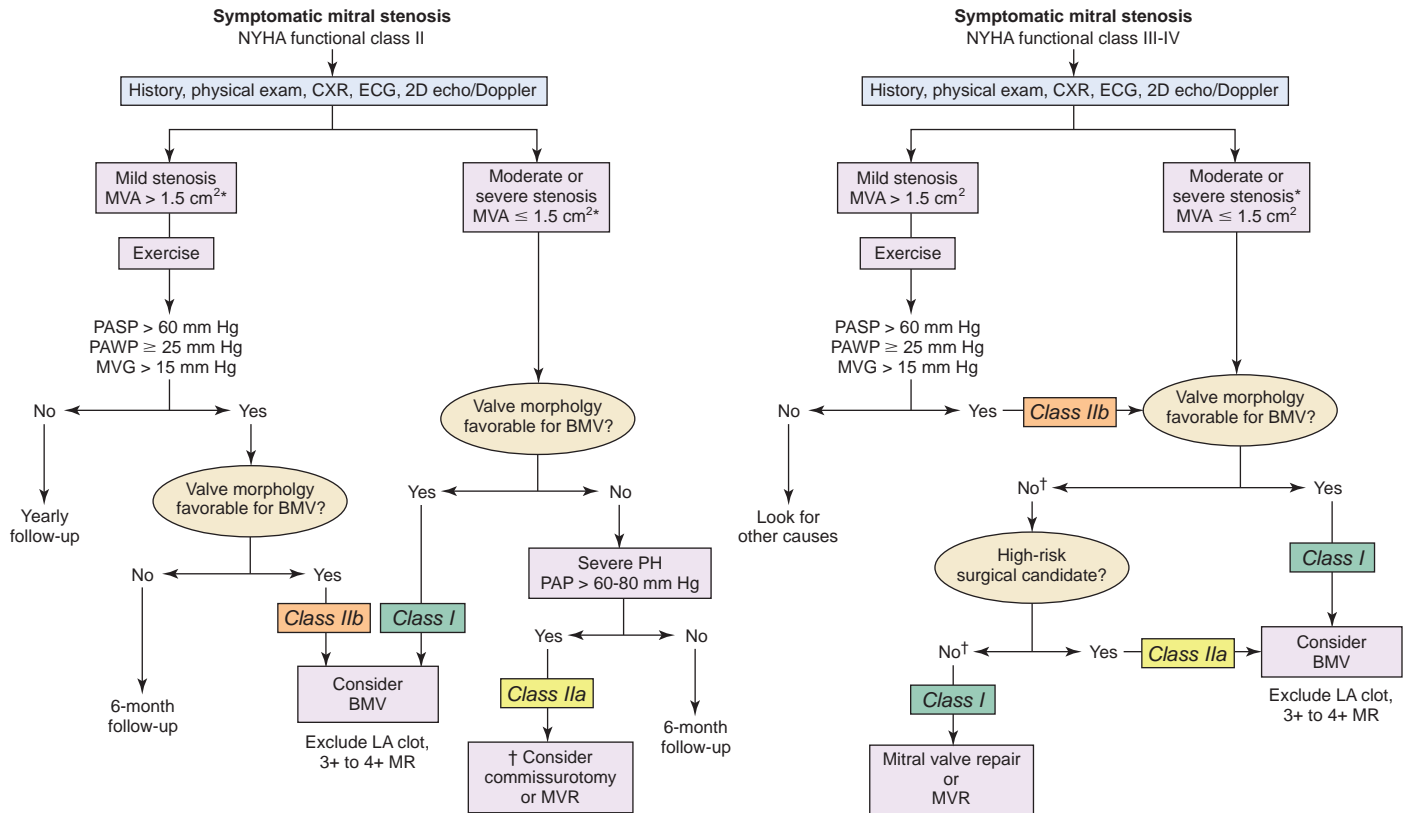 Symptomatic mitral stenosis
NYHA functional class II
History, physical exam, CXR, ECG, 2D echo/Doppler
Mild stenosis
MVA > 1.5 cm²*
Moderate or
severe stenosis
MVA ≤ 1.5 cm²*
Exercise
PASP > 60 mm Hg
PAWP ≥ 25 mm Hg
MVG > 15 mm Hg
No
Yes
Yearly
follow-up
Valve morpholgy
favorable for BMV?
No
Yes
6-month
follow-up
Class IIb
Valve morpholgy
favorable for BMV?
Yes
No
Class I
Consider
BMV
Exclude LA clot,
3+ to 4+ MR
Severe PH
PAP > 60-80 mm Hg
Yes
No
Class IIa
† Consider
commissurotomy
or MVR
6-month
follow-up
Symptomatic mitral stenosis
NYHA functional class III-IV
History, physical exam, CXR, ECG, 2D echo/Doppler
Mild stenosis
MVA > 1.5 cm²
Moderate or
severe stenosis*
MVA ≤ 1.5 cm²
Exercise
PASP > 60 mm Hg
PAWP ≥ 25 mm Hg
MVG > 15 mm Hg
No
Yes
Class IIb
Look for
other causes
Valve morpholgy
favorable for BMV?
No†
Yes
High-risk
surgical candidate?
Class I
No†
Yes
Class IIa
Consider
BMV
Exclude LA clot,
3+ to 4+ MR
Class I
Mitral valve repair
or
MVR